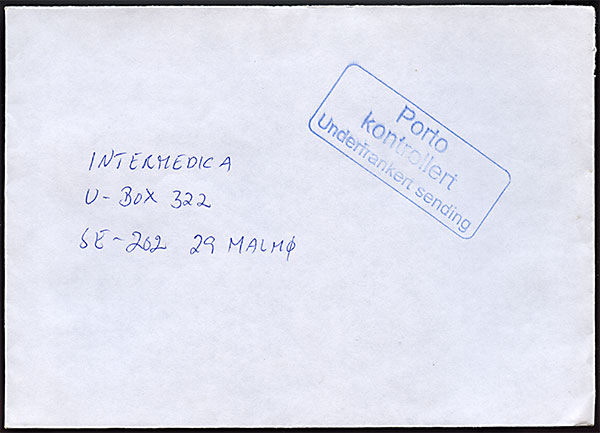 Porto
kontrollert
Underfrankert sending
INTERMEDICA
U-BOX 322
SE-202 29 MALMØ